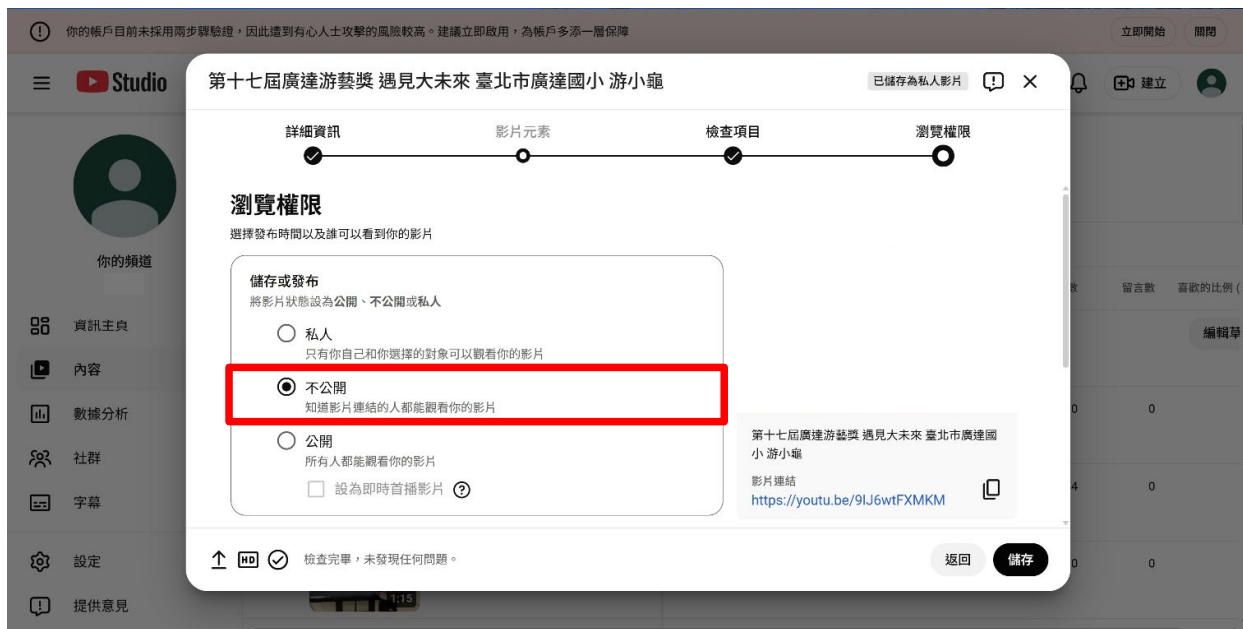 你的帳戶目前未採用兩步驟驗證，因此遭到有心人士攻擊的風險較高。建議立即啟用，為帳戶多添一層保障
立即開始
關閉
Studio
建立
第十七屆廣達游藝獎 遇見大未來 臺北市廣達國小 游小龜
已儲存為私人影片
詳細資訊
影片元素
檢查項目
瀏覽權限
瀏覽權限
選擇發布時間以及誰可以看到你的影片
儲存或發布
將影片狀態設為公開、不公開或私人
私人
只有你自己和你選擇的對象可以觀看你的影片
不公開
知道影片連結的人都能觀看你的影片
公開
所有人都能觀看你的影片
設為即時首播影片
第十七屆廣達游藝獎 遇見大未來 臺北市廣達國
小 游小龜
影片連結
https://youtu.be/9IJ6wtFXMKM
檢查完畢，未發現任何問題。
返回
儲存
你的頻道
資訊主頁
內容
數據分析
社群
字幕
設定
提供意見
數
留言數
喜歡的比例 (
編輯草
0
0
4
0
0
0
1:15